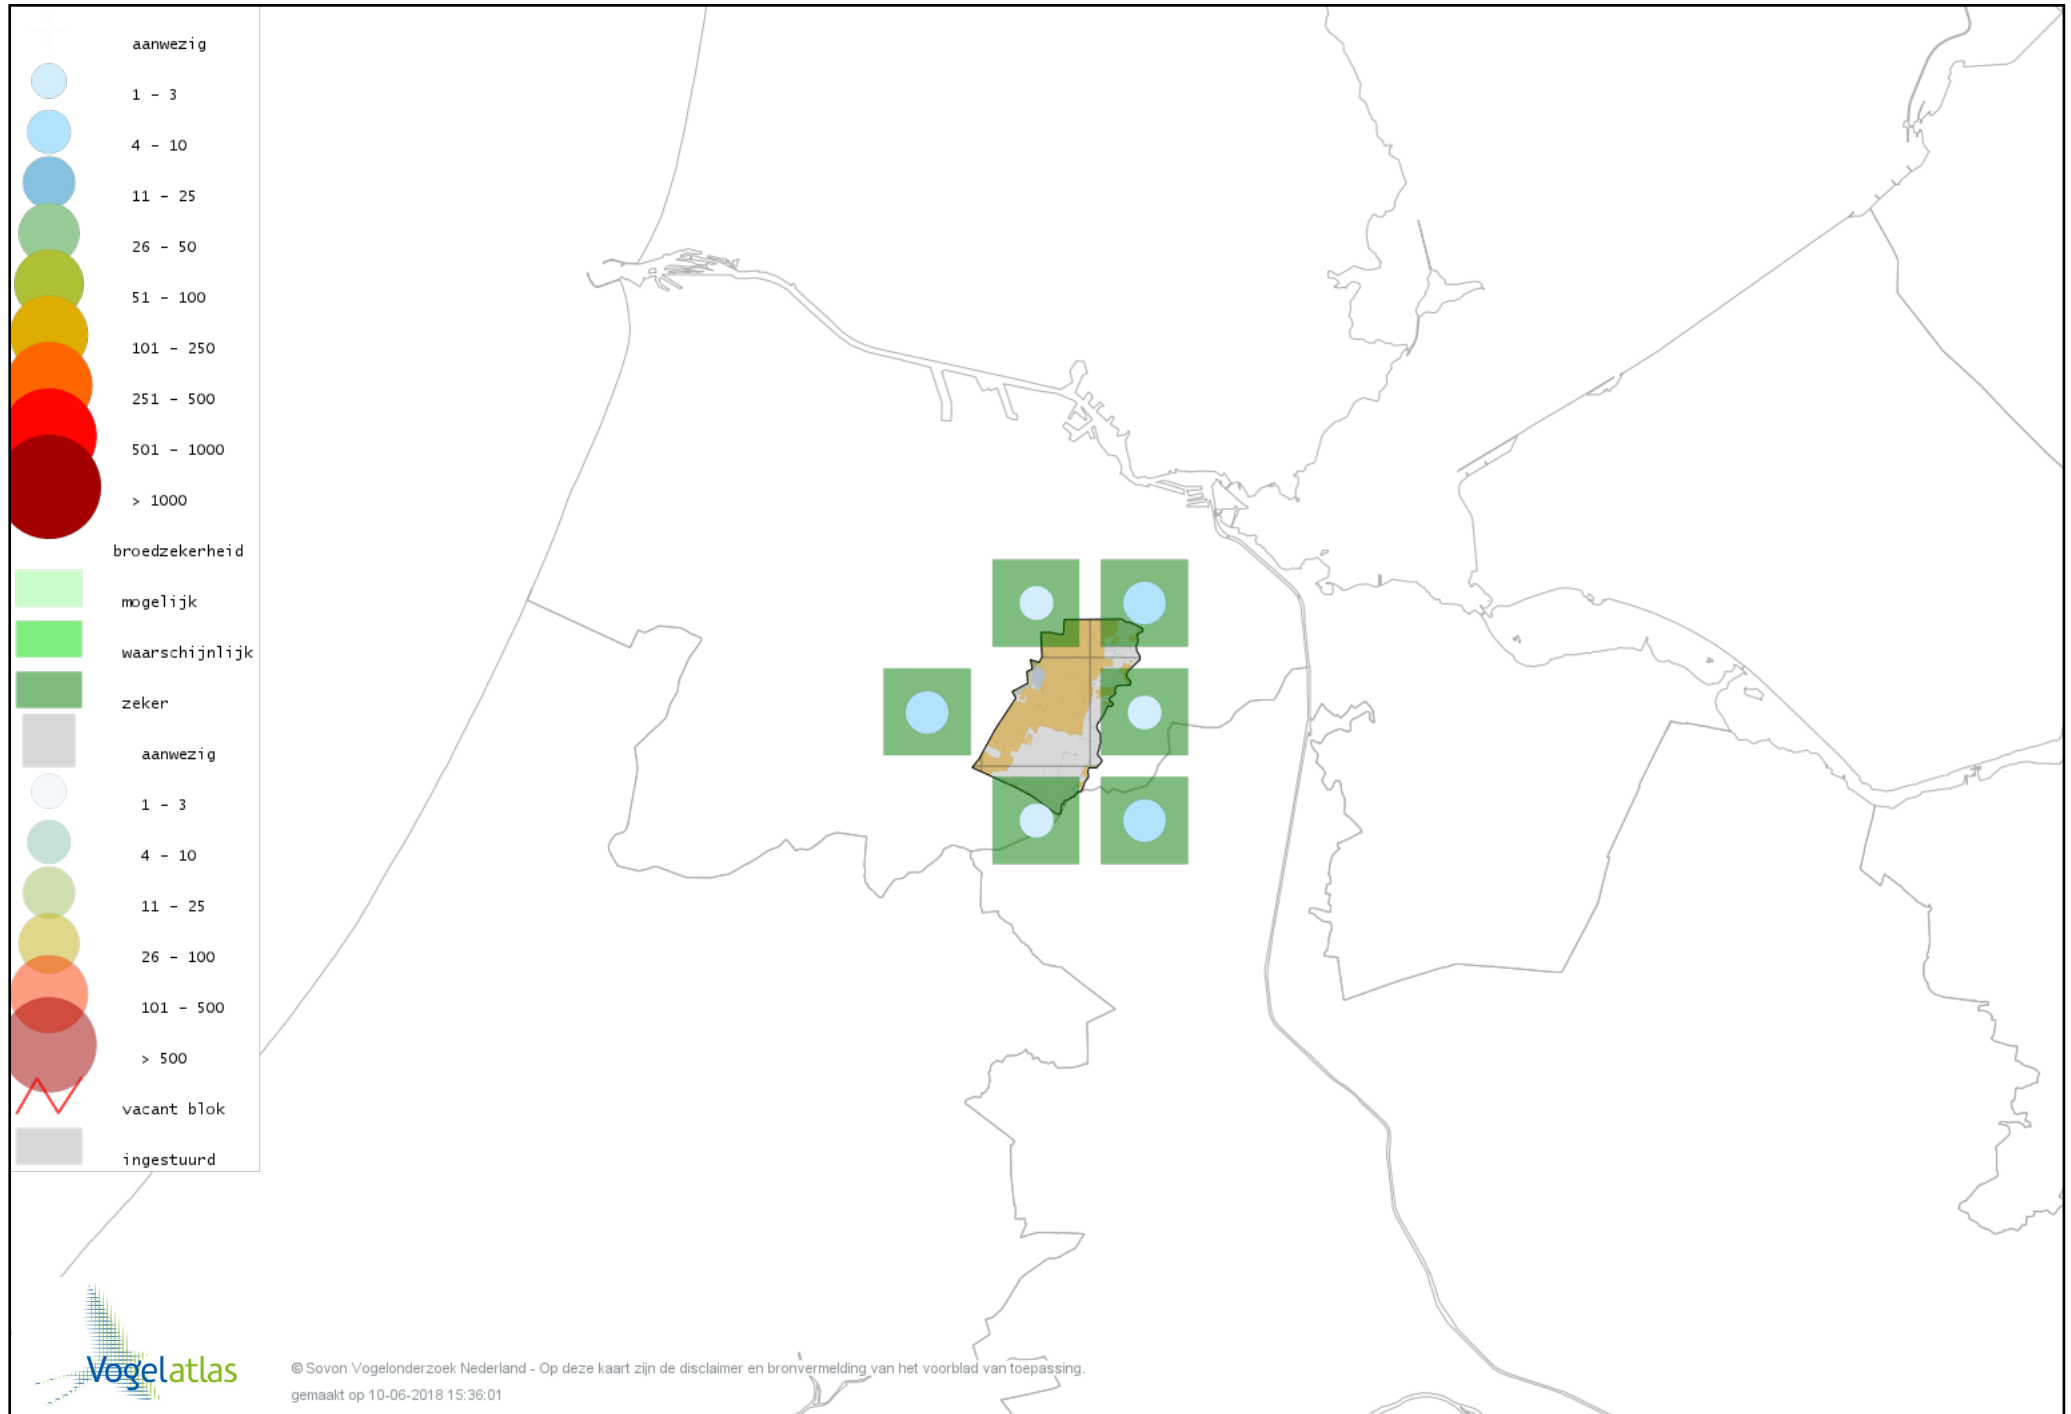 aanwezig
1 - 3
4 - 10
11 - 25
26 - 50
51 - 100
101 - 250
251 - 500
501 - 1000
> 1000
broedzekerheid
mogelijk
waarschijnlijk
zeker
aanwezig
1 - 3
4 - 10
11 - 25
26 - 100
101 - 500
> 500
vacant blok
ingestuurd
Vogelatlas
© Sovon Vogelonderzoek Nederland - Op deze kaart zijn de disclaimer en bronvermelding van het voorblad van toepassing.
gemaakt op 10-06-2018 15:36:01